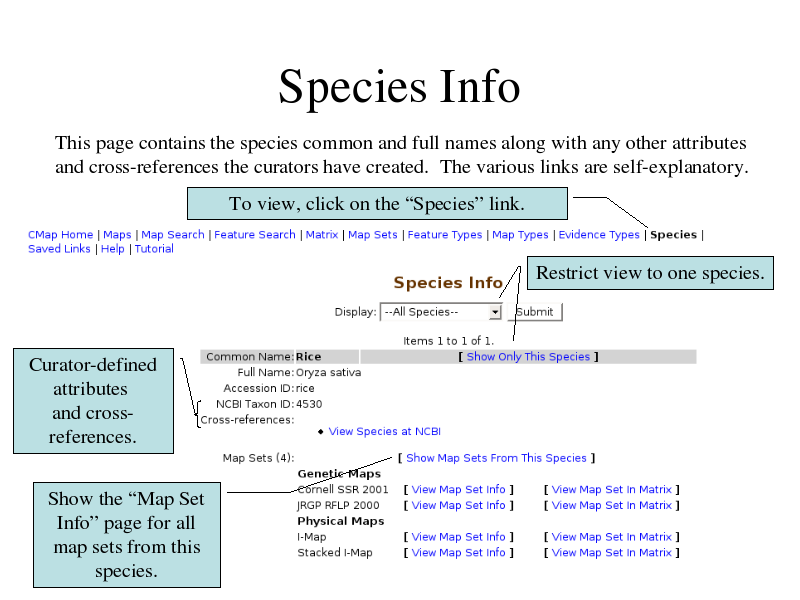 Species Info
This page contains the species common and full names along with any other attributes
and cross-references the curators have created.  The various links are self-explanatory.
To view, click on the “Species” link.
CMap Home | Maps | Map Search | Feature Search | Matrix | Map Sets | Feature Types | Map Types | Evidence Types | Species |
Saved Links | Help | Tutorial
Restrict view to one species.
Species Info
Display: --All Species-- Submit
Items 1 to 1 of 1.
Common Name: Rice [ Show Only This Species ]
Full Name: Oryza sativa
Accession ID: rice
NCBI Taxon ID: 4530
Cross-references:
• View Species at NCBI
Curator-defined
attributes
and cross-
references.
Map Sets (4): [ Show Map Sets From This Species ]
Genetic Maps
Cornell SSR 2001 [ View Map Set Info ] [ View Map Set In Matrix ]
JRGP RFLP 2000 [ View Map Set Info ] [ View Map Set In Matrix ]
Physical Maps
I-Map [ View Map Set Info ] [ View Map Set In Matrix ]
Stacked I-Map [ View Map Set Info ] [ View Map Set In Matrix ]
Show the “Map Set
Info” page for all
map sets from this
species.